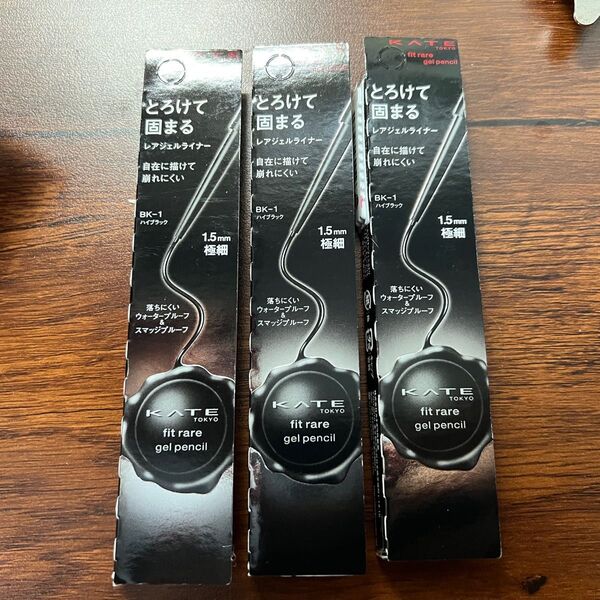 とろけて
固まる
レアジェルライナー
自在に描けて
崩れにくい
BK-1
ハイブラック
1.5mm
極細
落ちにくい
ウォータープルーフ
&
スマッジプルーフ
KATE
TOKYO
fit rare
gel pencil
とろけて
固まる
レアジェルライナー
自在に描けて
崩れにくい
BK-1
ハイブラック
1.5mm
極細
落ちにくい
ウォータープルーフ
&
スマッジプルーフ
KATE
TOKYO
fit rare
gel pencil
KATE
TOKYO
fit rare
gel pencil
とろけて
固まる
レアジェルライナー
自在に描けて
崩れにくい
BK-1
ハイブラック
1.5mm
極細
落ちにくい
ウォータープルーフ
&
スマッジプルーフ
KATE
TOKYO
fit rare
gel pencil